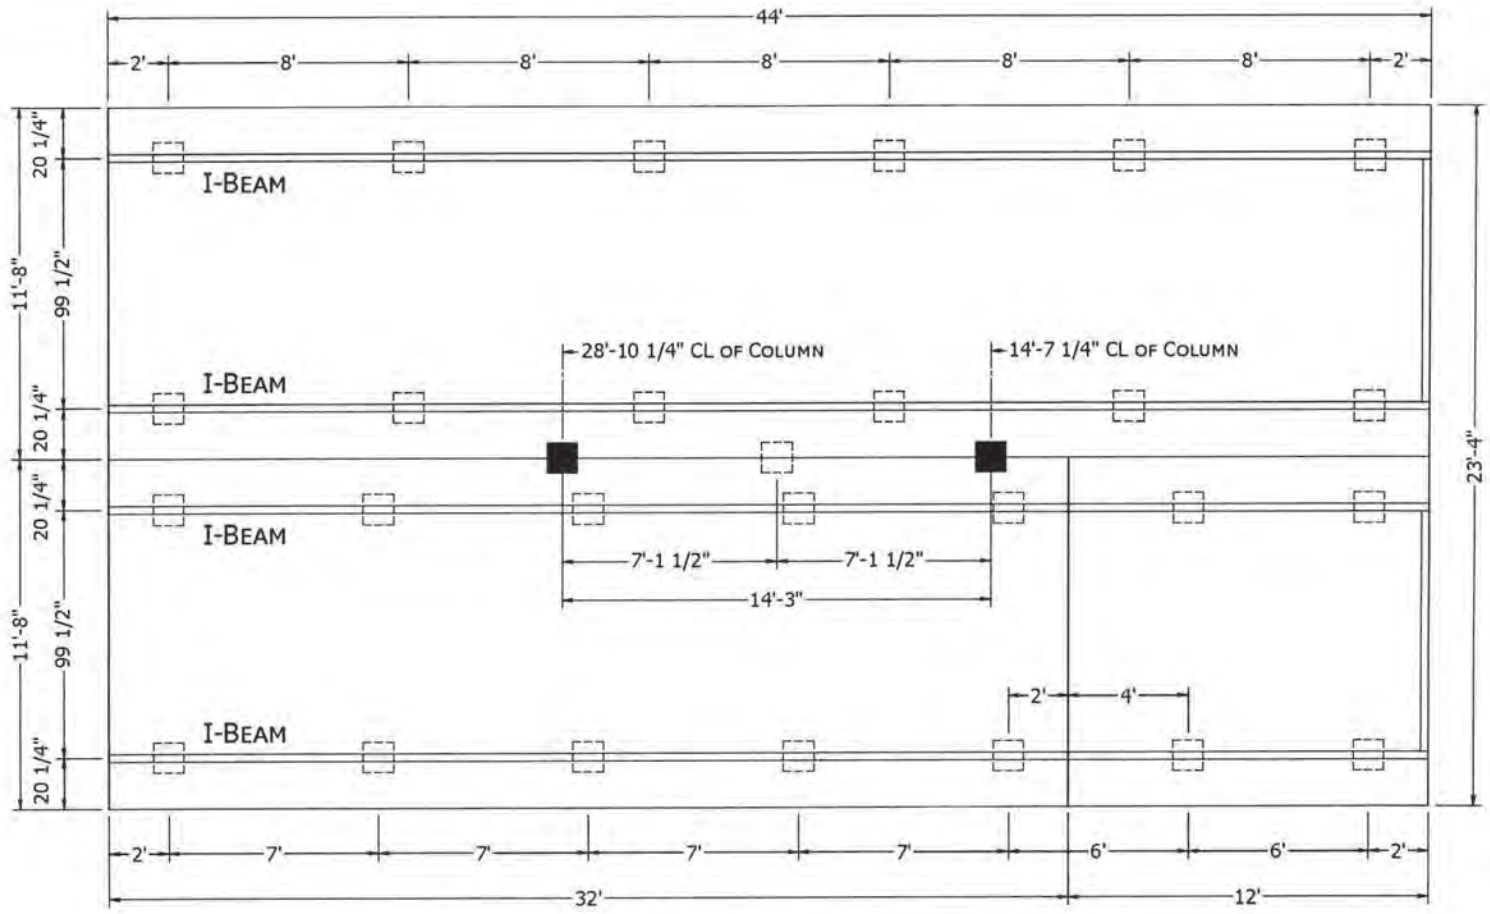 44'
2' 8' 8' 8' 8' 8' 2'
20 1/4"
I-BEAM
11'-8"
99 1/2"
28'-10 1/4" CL OF COLUMN
14'-7 1/4" CL OF COLUMN
I-BEAM
20 1/4"
23'-4"
20 1/4"
I-BEAM
7'-1 1/2" 7'-1 1/2"
14'-3"
11'-8"
99 1/2"
2' 4'
I-BEAM
20 1/4"
2' 7' 7' 7' 7' 6' 6' 2'
32' 12'